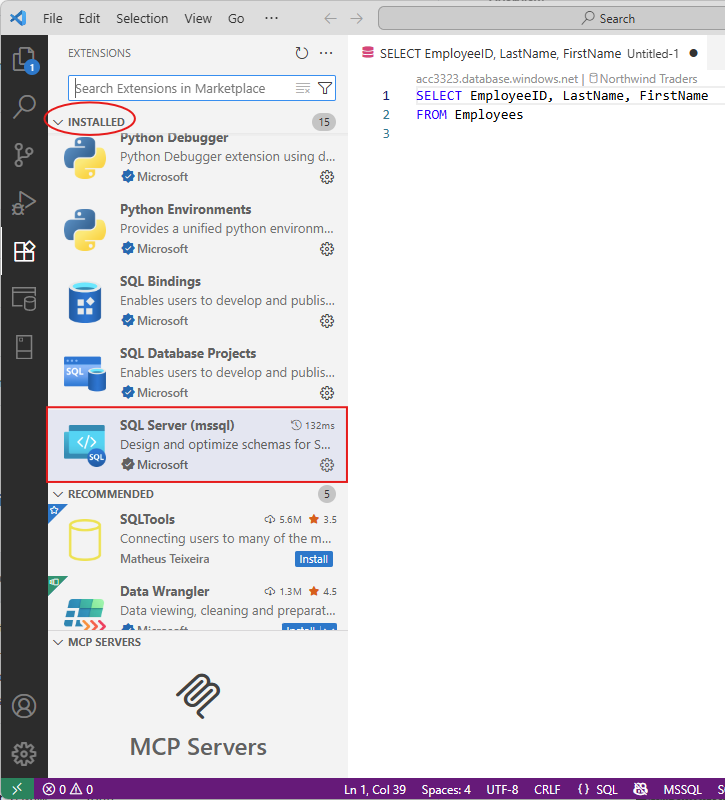 File Edit Selection View Go ··· Search
EXTENSIONS
1
Search Extensions in Marketplace
INSTALLED 15
Python Debugger
Python Debugger extension using d...
Microsoft
Python Environments
Provides a unified python environm...
Microsoft
SQL Bindings
Enables users to develop and publis...
Microsoft
SQL Database Projects
Enables users to develop and publis...
SQL
Microsoft
SQL Server (mssql) 132ms
Design and optimize schemas for S...
SQL
Microsoft
RECOMMENDED 5
SQLTools 5.6M 3.5
Connecting users to many of the m...
Matheus Teixeira Install
Data Wrangler 1.3M 4.5
Data viewing, cleaning and preparat...
Microsoft Install
MCP SERVERS
MCP Servers
SELECT EmployeeID, LastName, FirstName Untitled-1
acc3323.database.windows.net | Northwind Traders
1 SELECT EmployeeID, LastName, FirstName
2 FROM Employees
3
0 0 Ln 1, Col 39 Spaces: 4 UTF-8 CRLF {} SQL MSSQL